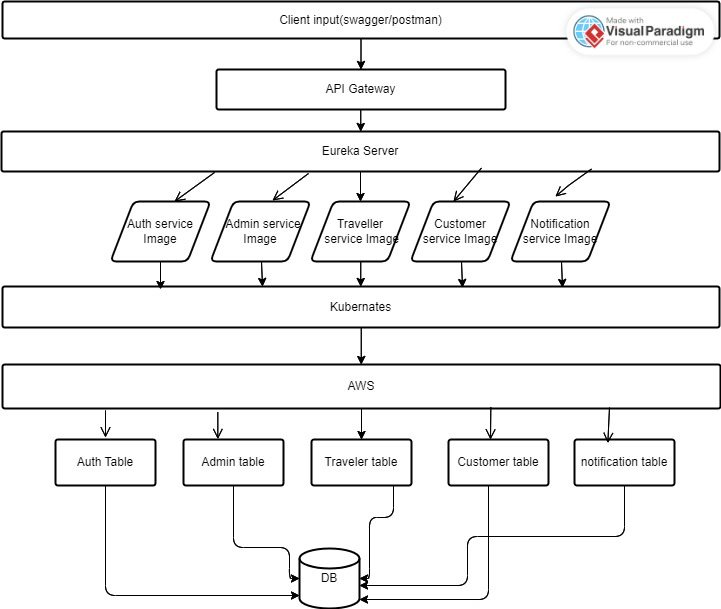 Client input(swagger/postman)
Made with
VisualParadigm
For non-commercial use
API Gateway
Eureka Server
Auth service
Image
Admin service
Image
Traveller
service Image
Customer
service Image
Notification
service Image
Kubernates
AWS
Auth Table
Admin table
Traveler table
Customer table
notification table
DB